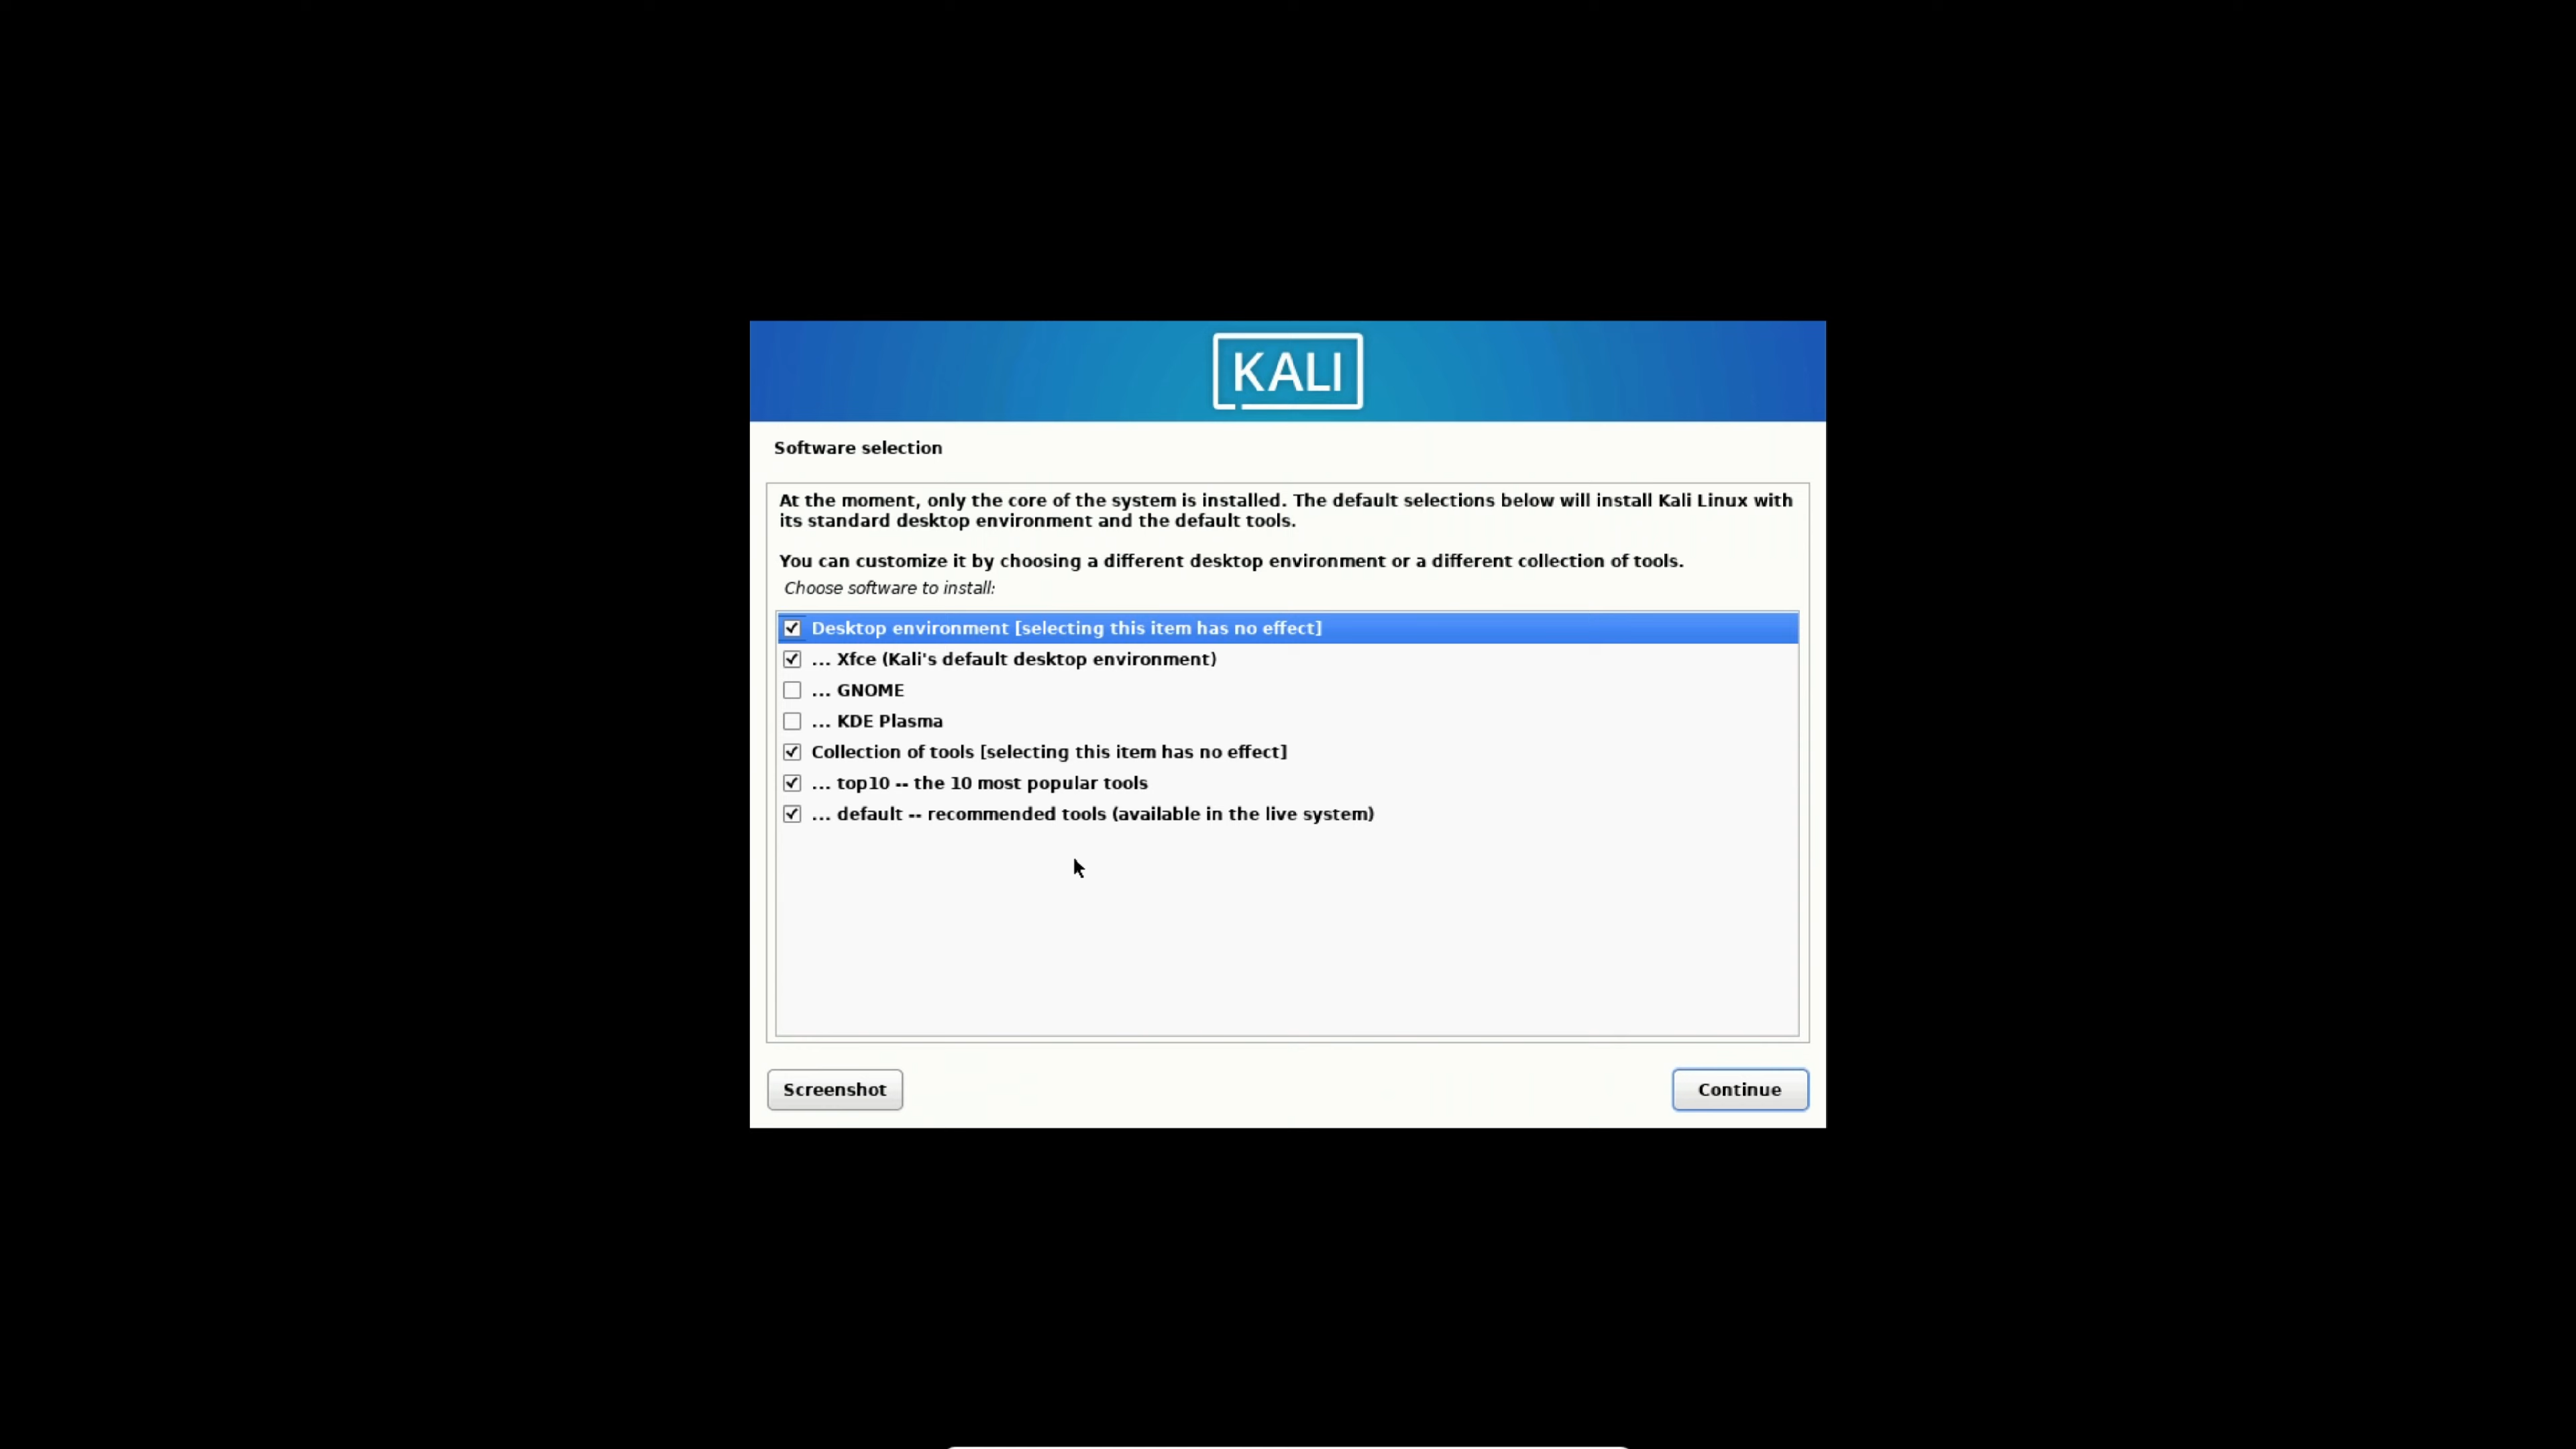 KALI
Software selection
At the moment, only the core of the system is installed. The default selections below will install Kali Linux with
its standard desktop environment and the default tools.
You can customize it by choosing a different desktop environment or a different collection of tools.
Choose software to install:
Desktop environment [selecting this item has no effect]
... Xfce (Kali's default desktop environment)
... GNOME
... KDE Plasma
Collection of tools [selecting this item has no effect]
... top10 -- the 10 most popular tools
... default -- recommended tools (available in the live system)
Screenshot
Continue